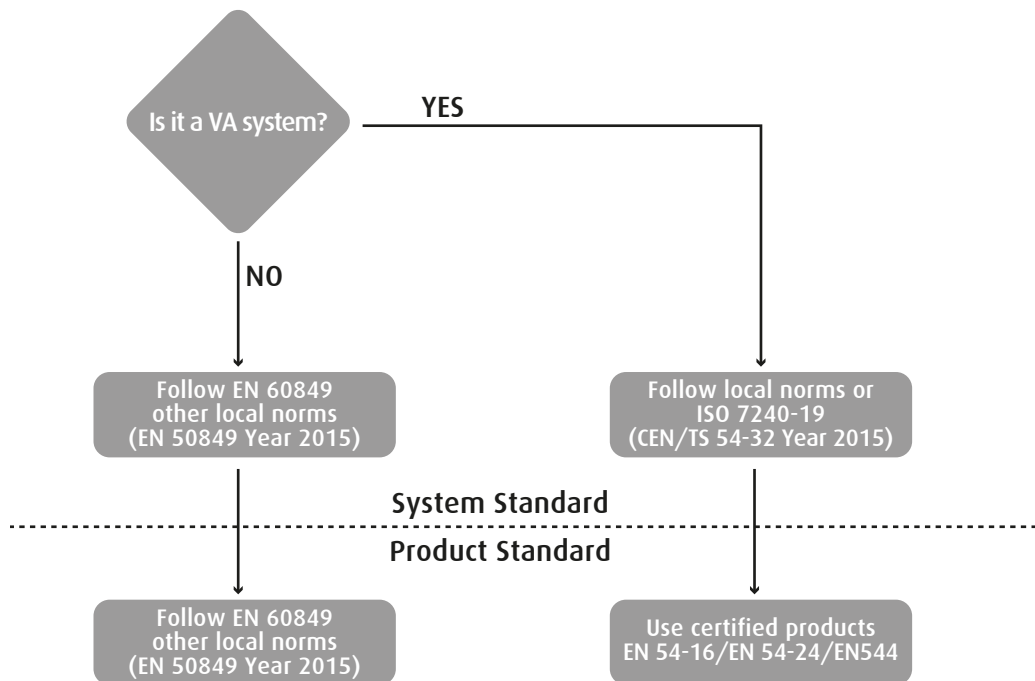 Is it a VA system?
YES
NO
Follow EN 60849
other local norms
(EN 50849 Year 2015)
Follow local norms or
ISO 7240-19
(CEN/TS 54-32 Year 2015)
System Standard
Product Standard
Follow EN 60849
other local norms
(EN 50849 Year 2015)
Use certified products
EN 54-16/EN 54-24/EN544